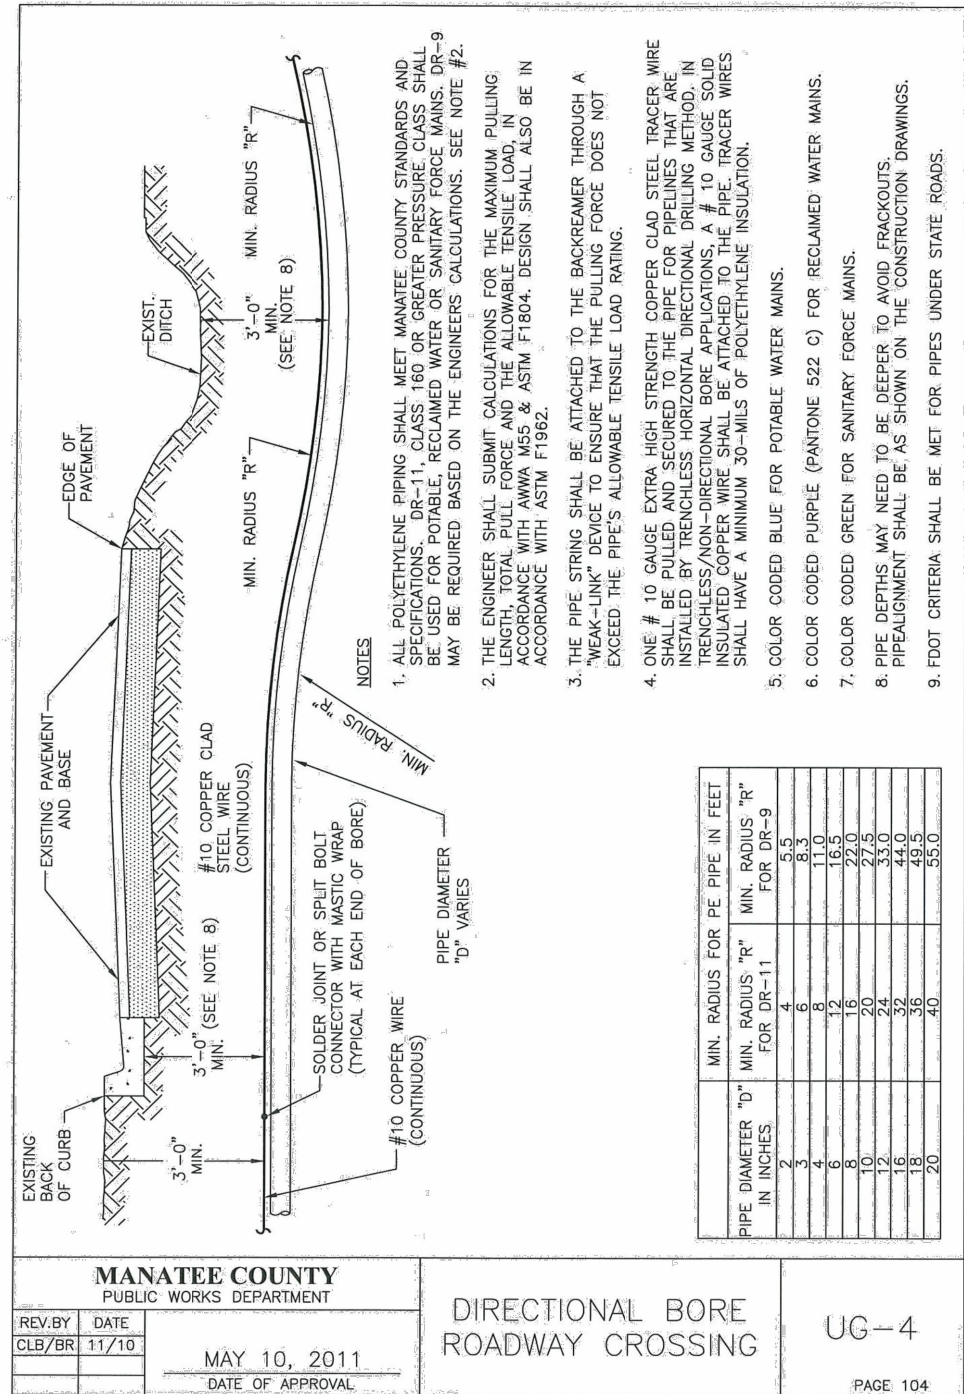 EXISTING
BACK
OF CURB
EXISTING PAVEMENT
AND BASE
EDGE OF
PAVEMENT
EXIST.
DITCH
3'-0"
MIN.
3'-0"
MIN.
(SEE NOTE 8)
#10 COPPER CLAD
STEEL WIRE
(CONTINUOUS)
MIN. RADIUS "R"
3'-0"
MIN.
(SEE NOTE 8)
MIN. RADIUS "R"
SOLDER JOINT OR SPLIT BOLT
CONNECTOR WITH MASTIC WRAP
(TYPICAL AT EACH END OF BORE)
MIN. RADIUS "R"
#10 COPPER WIRE
(CONTINUOUS)
PIPE DIAMETER
"D" VARIES
NOTES
1. ALL POLYETHYLENE PIPING SHALL MEET MANATEE COUNTY STANDARDS AND
SPECIFICATIONS. DR-11, CLASS 160 OR GREATER PRESSURE CLASS SHALL
BE USED FOR POTABLE, RECLAIMED WATER OR SANITARY FORCE MAINS. DR-9
MAY BE REQUIRED BASED ON THE ENGINEERS CALCULATIONS. SEE NOTE #2.
2. THE ENGINEER SHALL SUBMIT CALCULATIONS FOR THE MAXIMUM PULLING
LENGTH, TOTAL PULL FORCE AND THE ALLOWABLE TENSILE LOAD, IN
ACCORDANCE WITH AWWA M55 & ASTM F1804. DESIGN SHALL ALSO BE IN
ACCORDANCE WITH ASTM F1962.
3. THE PIPE STRING SHALL BE ATTACHED TO THE BACKREAMER THROUGH A
"WEAK-LINK" DEVICE TO ENSURE THAT THE PULLING FORCE DOES NOT
EXCEED THE PIPE'S ALLOWABLE TENSILE LOAD RATING.
4. ONE # 10 GAUGE EXTRA HIGH STRENGTH COPPER CLAD STEEL TRACER WIRE
SHALL BE PULLED AND SECURED TO THE PIPE FOR PIPELINES THAT ARE
INSTALLED BY TRENCHLESS HORIZONTAL DIRECTIONAL DRILLING METHOD. IN
TRENCHLESS/NON-DIRECTIONAL BORE APPLICATIONS, A # 10 GAUGE SOLID
INSULATED COPPER WIRE SHALL BE ATTACHED TO THE PIPE. TRACER WIRES
SHALL HAVE A MINIMUM 30-MILS OF POLYETHYLENE INSULATION.
5. COLOR CODED BLUE FOR POTABLE WATER MAINS.
6. COLOR CODED PURPLE (PANTONE 522 C) FOR RECLAIMED WATER MAINS.
7. COLOR CODED GREEN FOR SANITARY FORCE MAINS.
8. PIPE DEPTHS MAY NEED TO BE DEEPER TO AVOID FRACKOUTS.
PIPEALIGNMENT SHALL BE AS SHOWN ON THE CONSTRUCTION DRAWINGS.
9. FDOT CRITERIA SHALL BE MET FOR PIPES UNDER STATE ROADS.
MIN. RADIUS FOR PE PIPE IN FEET
PIPE DIAMETER "D" MIN. RADIUS "R" MIN. RADIUS "R"
IN INCHES FOR DR-11 FOR DR-9
2 4 5.5
3 6 8.3
4 8 11.0
6 12 16.5
8 16 22.0
10 20 27.5
12 24 33.0
16 32 44.0
18 36 49.5
20 40 55.0
MANATEE COUNTY
PUBLIC WORKS DEPARTMENT
REV.BY DATE
CLB/BR 11/10
MAY 10, 2011
DATE OF APPROVAL
DIRECTIONAL BORE
ROADWAY CROSSING
UG-4
PAGE 104